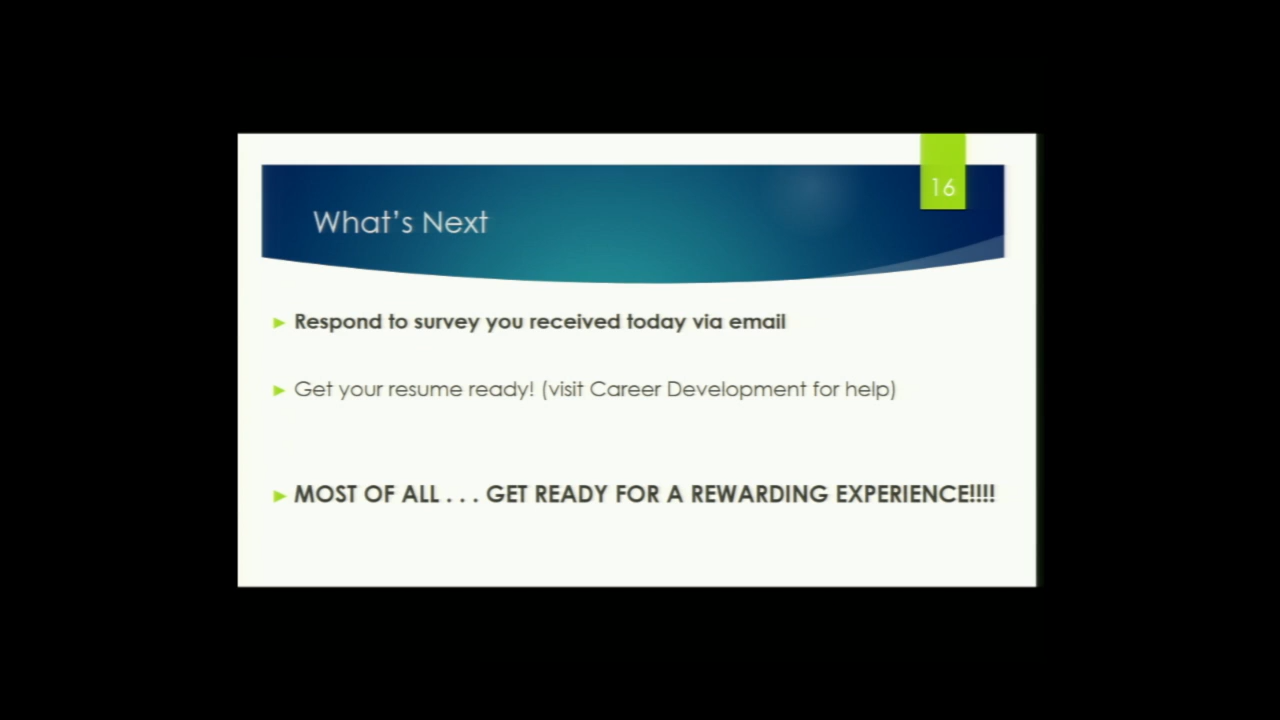 16
What's Next
Respond to survey you received today via email
Get your resume ready! (visit Career Development for help)
MOST OF ALL . . . GET READY FOR A REWARDING EXPERIENCE!!!!